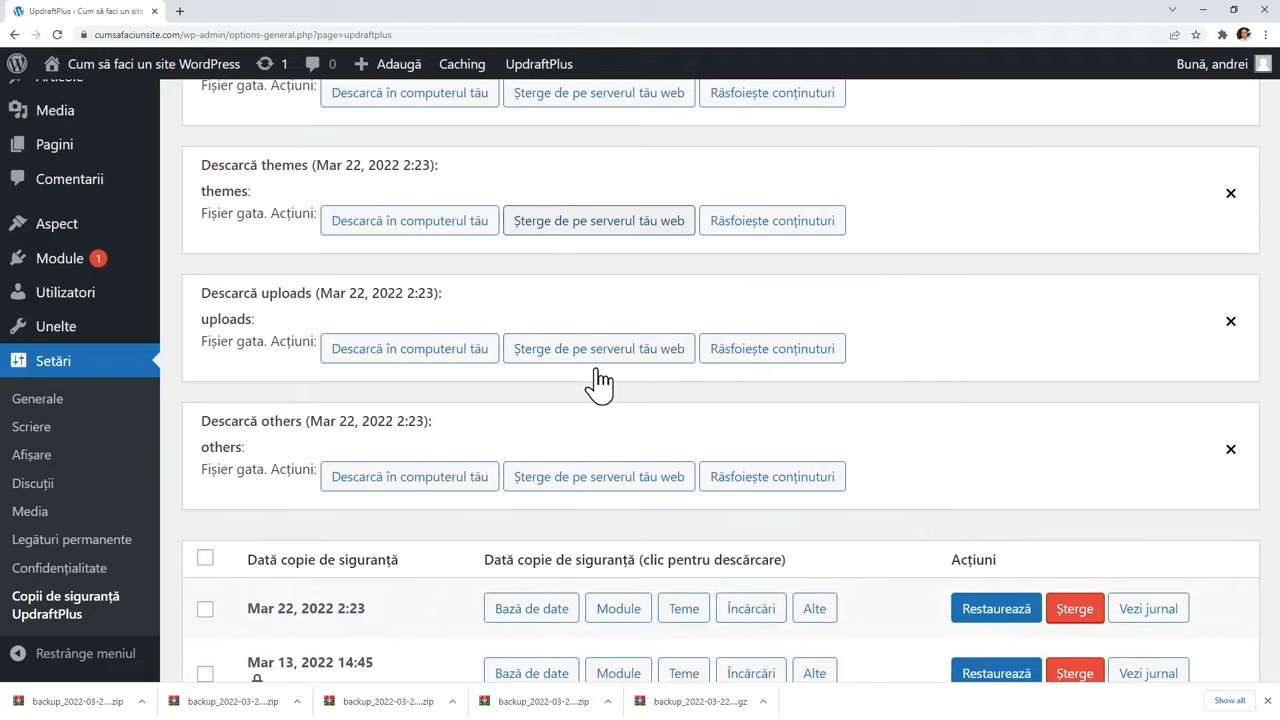 UpdraftPlus ‹ Cum să faci un site
cumsafaciunsite.com/wp-admin/options-general.php?page=updraftplus
Cum să faci un site WordPress 1 0 Adaugă Caching UpdraftPlus Bună, andrei
Articole
Media
Pagini
Comentarii
Aspect
Module 1
Utilizatori
Unelte
Setări
Generale
Scriere
Afișare
Discuții
Media
Legături permanente
Confidențialitate
Copii de siguranță
UpdraftPlus
Restrânge meniul
Fișier gata. Acțiuni: Descarcă în computerul tău Șterge de pe serverul tău web Răsfoiește conținuturi
Descarcă themes (Mar 22, 2022 2:23):
themes:
Fișier gata. Acțiuni: Descarcă în computerul tău Șterge de pe serverul tău web Răsfoiește conținuturi
Descarcă uploads (Mar 22, 2022 2:23):
uploads:
Fișier gata. Acțiuni: Descarcă în computerul tău Șterge de pe serverul tău web Răsfoiește conținuturi
Descarcă others (Mar 22, 2022 2:23):
others:
Fișier gata. Acțiuni: Descarcă în computerul tău Șterge de pe serverul tău web Răsfoiește conținuturi
Dată copie de siguranță Dată copie de siguranță (clic pentru descărcare) Acțiuni
Mar 22, 2022 2:23 Bază de date Module Teme Încărcări Alte Restaurează Șterge Vezi jurnal
Mar 13, 2022 14:45 Bază de date Module Teme Încărcări Alte Restaurează Șterge Vezi jurnal
backup_2022-03-2....zip backup_2022-03-2....zip backup_2022-03-2....zip backup_2022-03-2....zip backup_2022-03-22....gz Show all